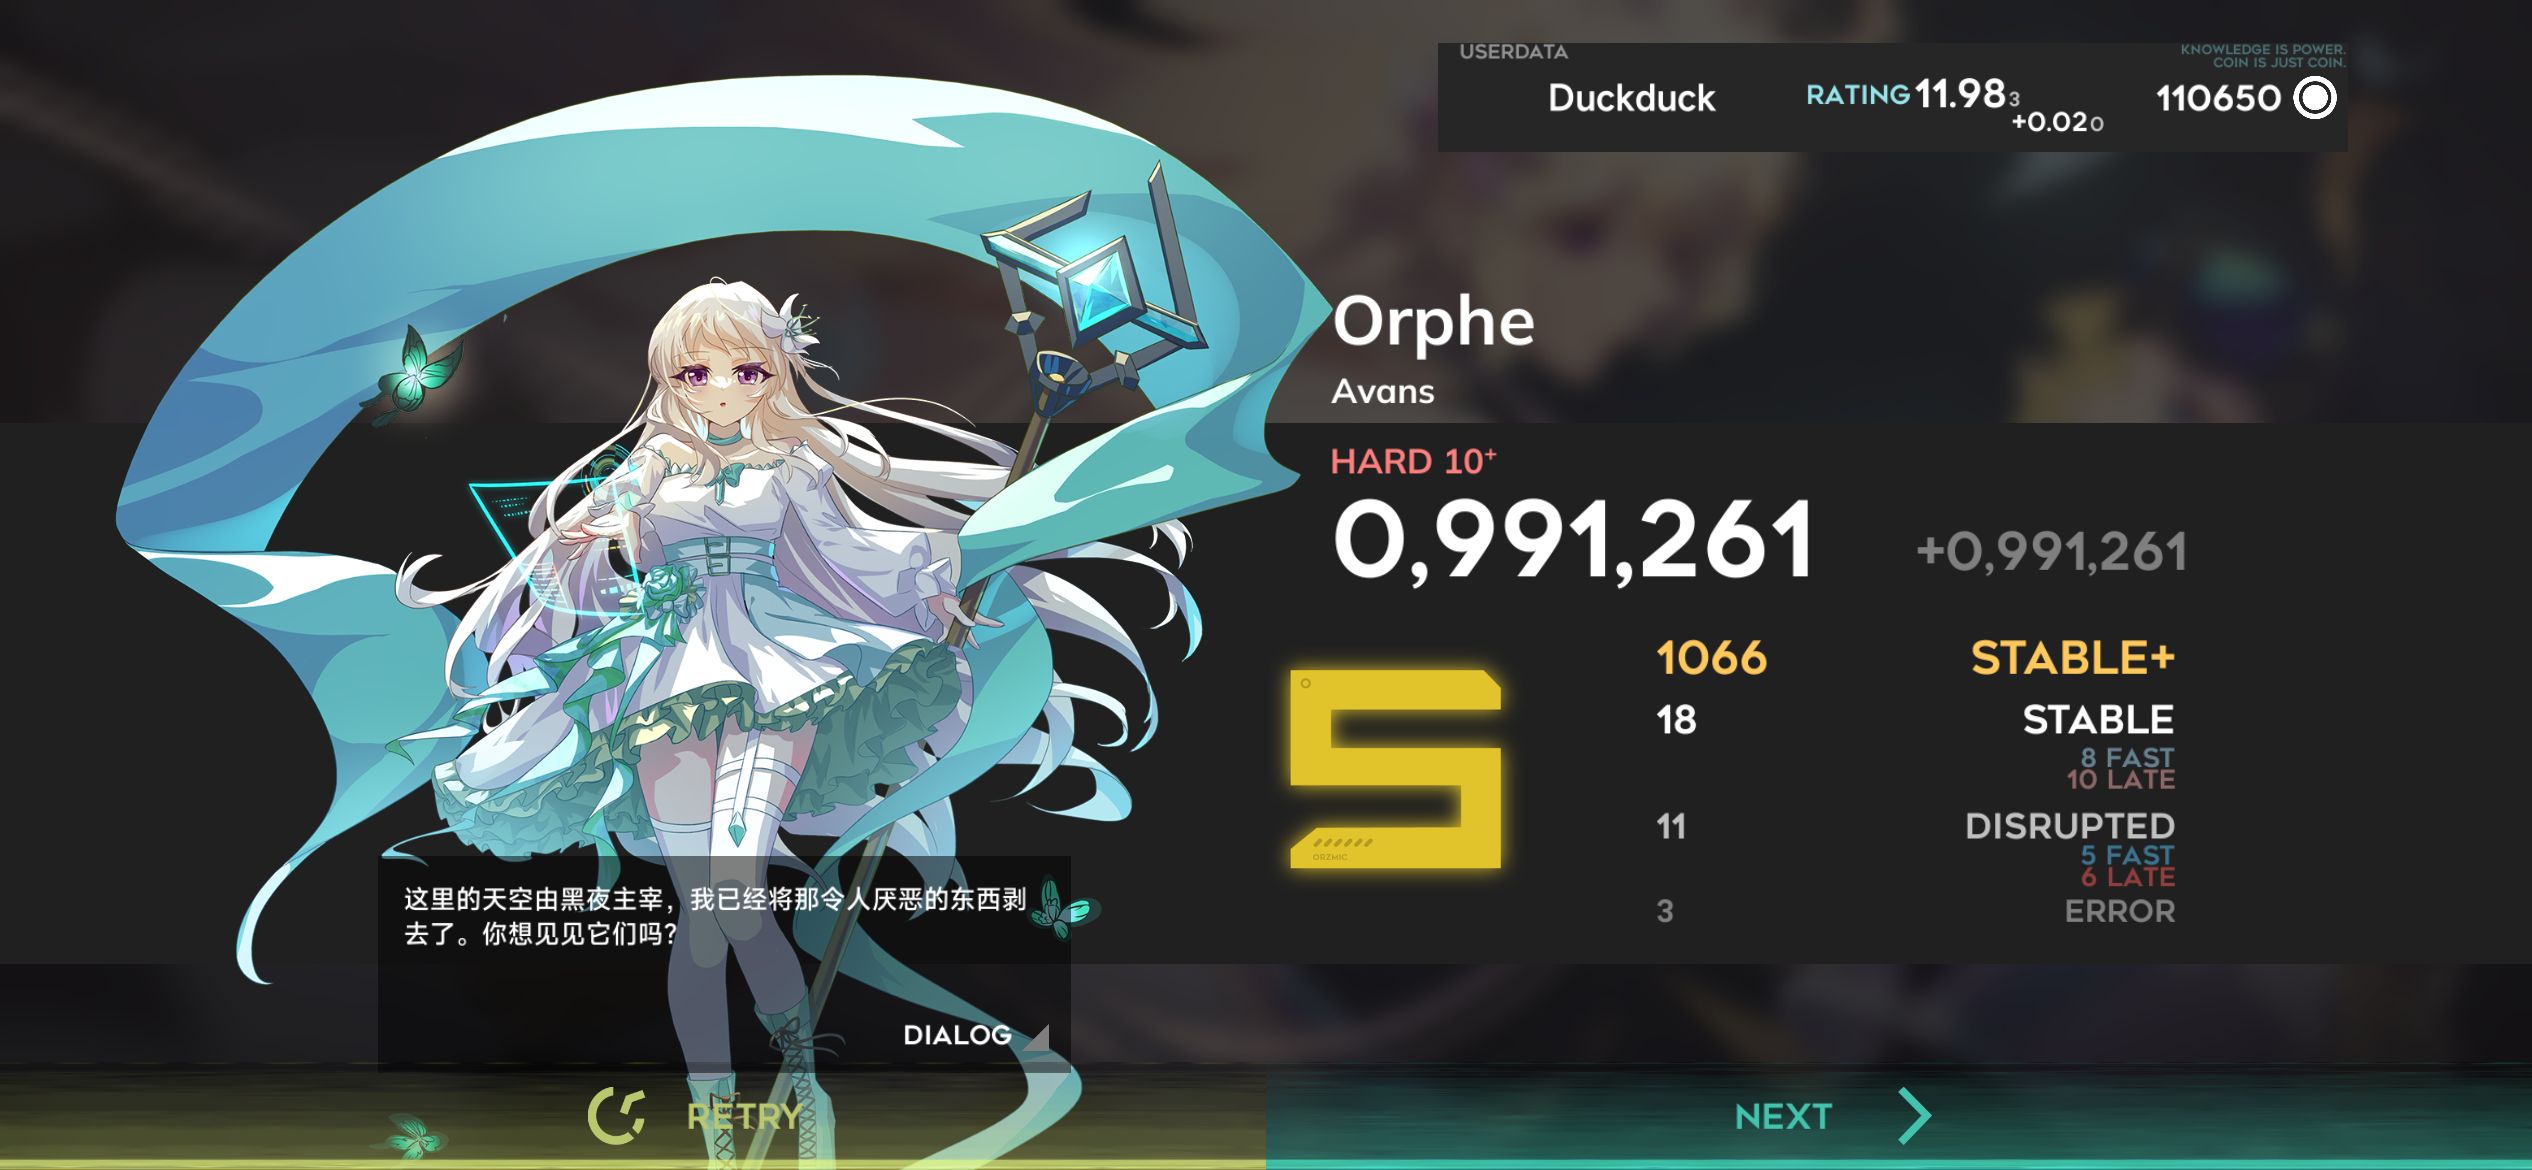 USERDATA
KNOWLEDGE IS POWER.
COIN IS JUST COIN.
Duckduck
RATING 11.983
+0.020
110650
Orphe
Avans
HARD 10+
0,991,261
+0,991,261
S
ORZMIC
1066 STABLE+
18 STABLE
8 FAST
10 LATE
11 DISRUPTED
5 FAST
6 LATE
3 ERROR
这里的天空由黑夜主宰，我已经将那令人厌恶的东西剥
去了。你想见见它们吗?
DIALOG
RETRY
NEXT